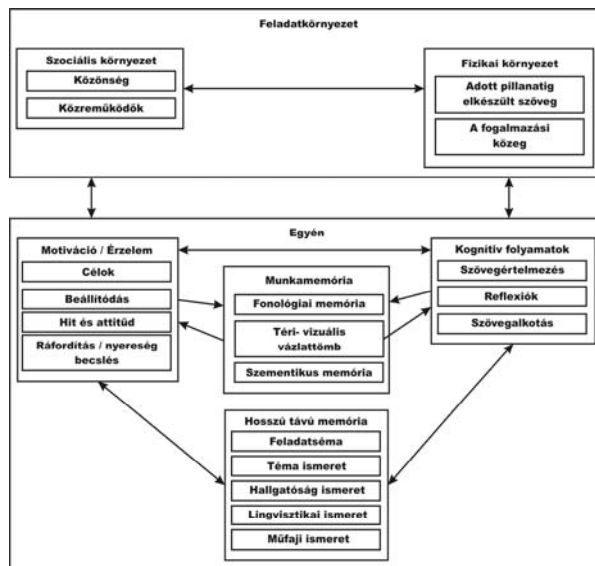 Feladatkörnyezet
Szociális környezet
Közönség
Közreműködők
Fizikai környezet
Adott pillanatig
elkészült szöveg
A fogalmazási
közeg
Egyén
Motiváció / Érzelem
Célok
Beállítódás
Hit és attitűd
Ráfordítás / nyereség
becslés
Munkamemória
Fonológiai memória
Téri- vizuális
vázlattömb
Szementikus memória
Kognitív folyamatok
Szövegértelmezés
Reflexiók
Szövegalkotás
Hosszú távú memória
Feladatséma
Téma ismeret
Hallgatóság ismeret
Lingvisztikai ismeret
Műfaji ismeret